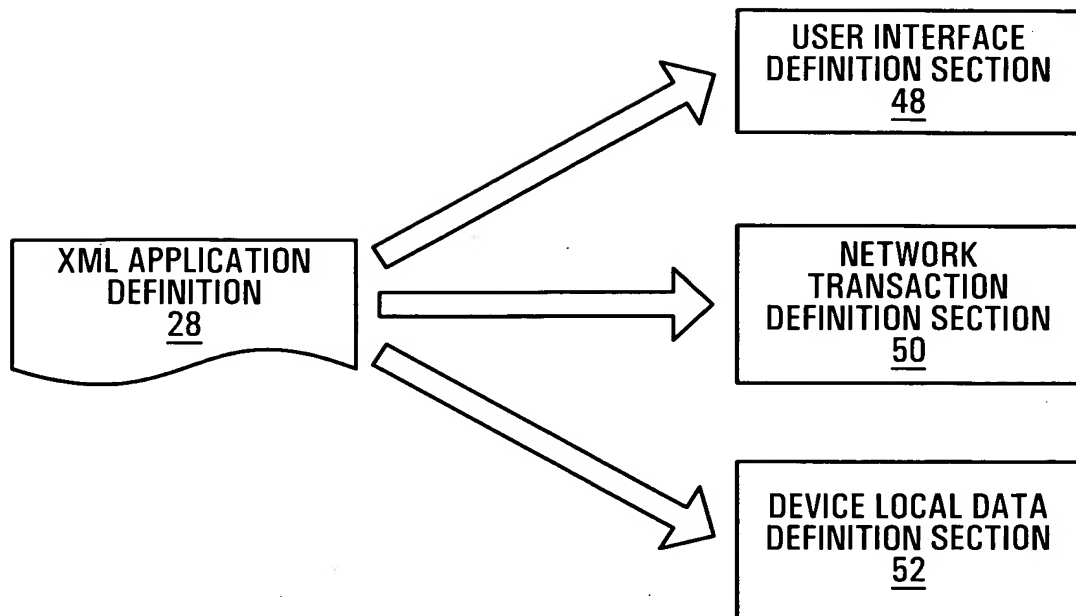 USER INTERFACE
DEFINITION SECTION
48
XML APPLICATION
DEFINITION
28
NETWORK
TRANSACTION
DEFINITION SECTION
50
DEVICE LOCAL DATA
DEFINITION SECTION
52